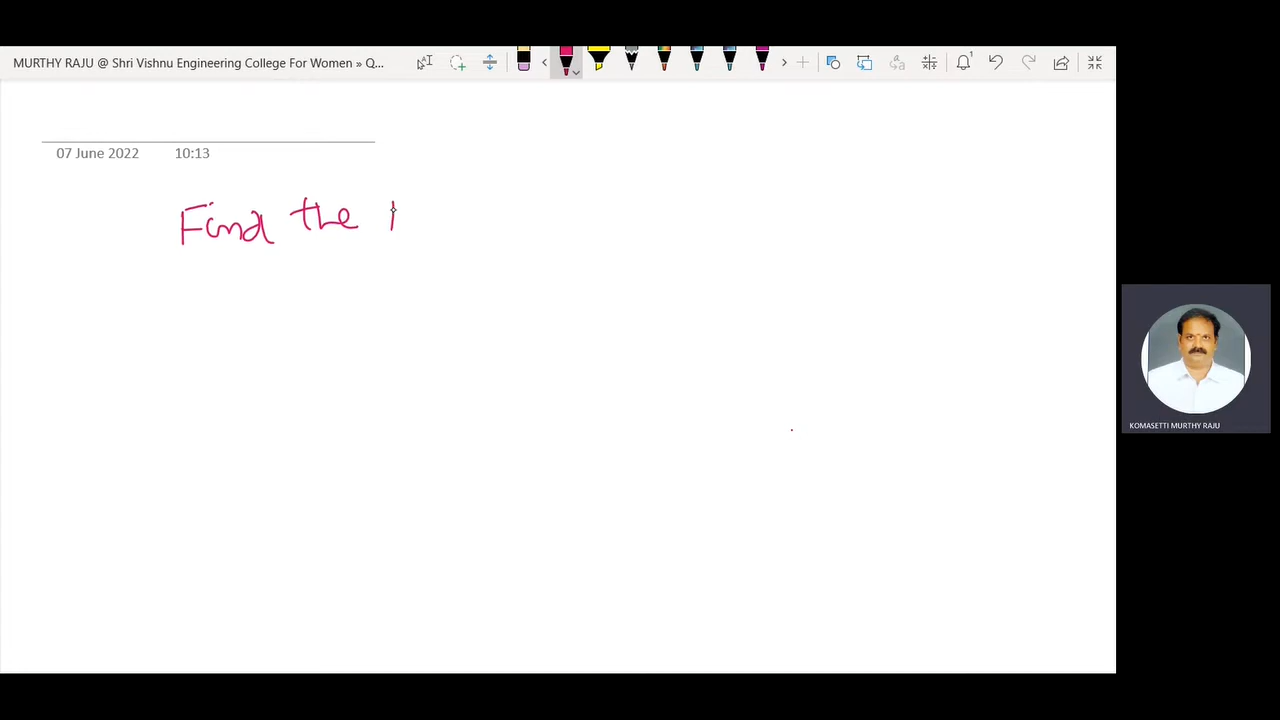 MURTHY RAJU @ Shri Vishnu Engineering College For Women » Q...
07 June 2022 10:13
Find the
KOMASETTI MURTHY RAJU